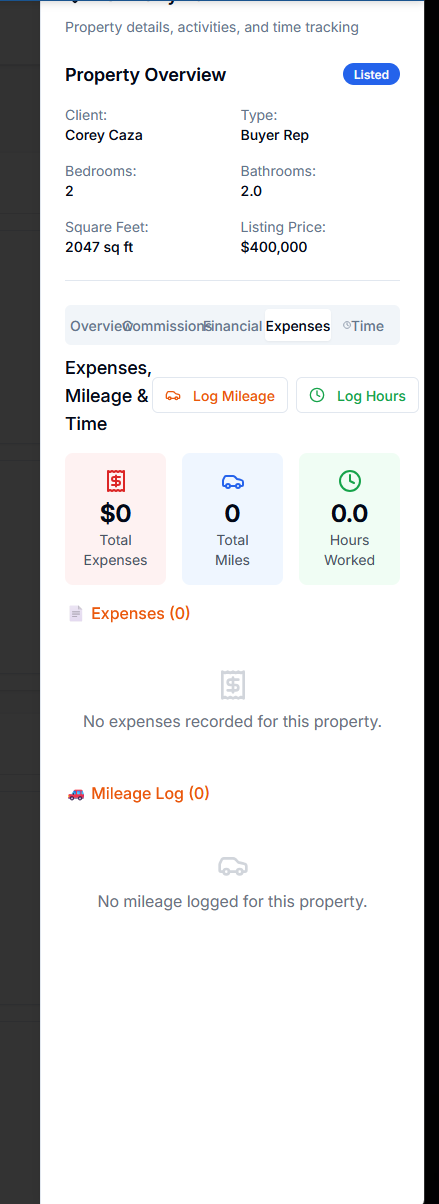 Property details, activities, and time tracking
Property Overview
Listed
Client:
Type:
Corey Caza
Buyer Rep
Bedrooms:
Bathrooms:
2
2.0
Square Feet:
Listing Price:
2047 sq ft
$400,000
Overview
Commissions
Financial
Expenses
Time
Expenses,
Mileage &
Time
Log Mileage
Log Hours
$0
Total
Expenses
0
Total
Miles
0.0
Hours
Worked
Expenses (0)
No expenses recorded for this property.
Mileage Log (0)
No mileage logged for this property.